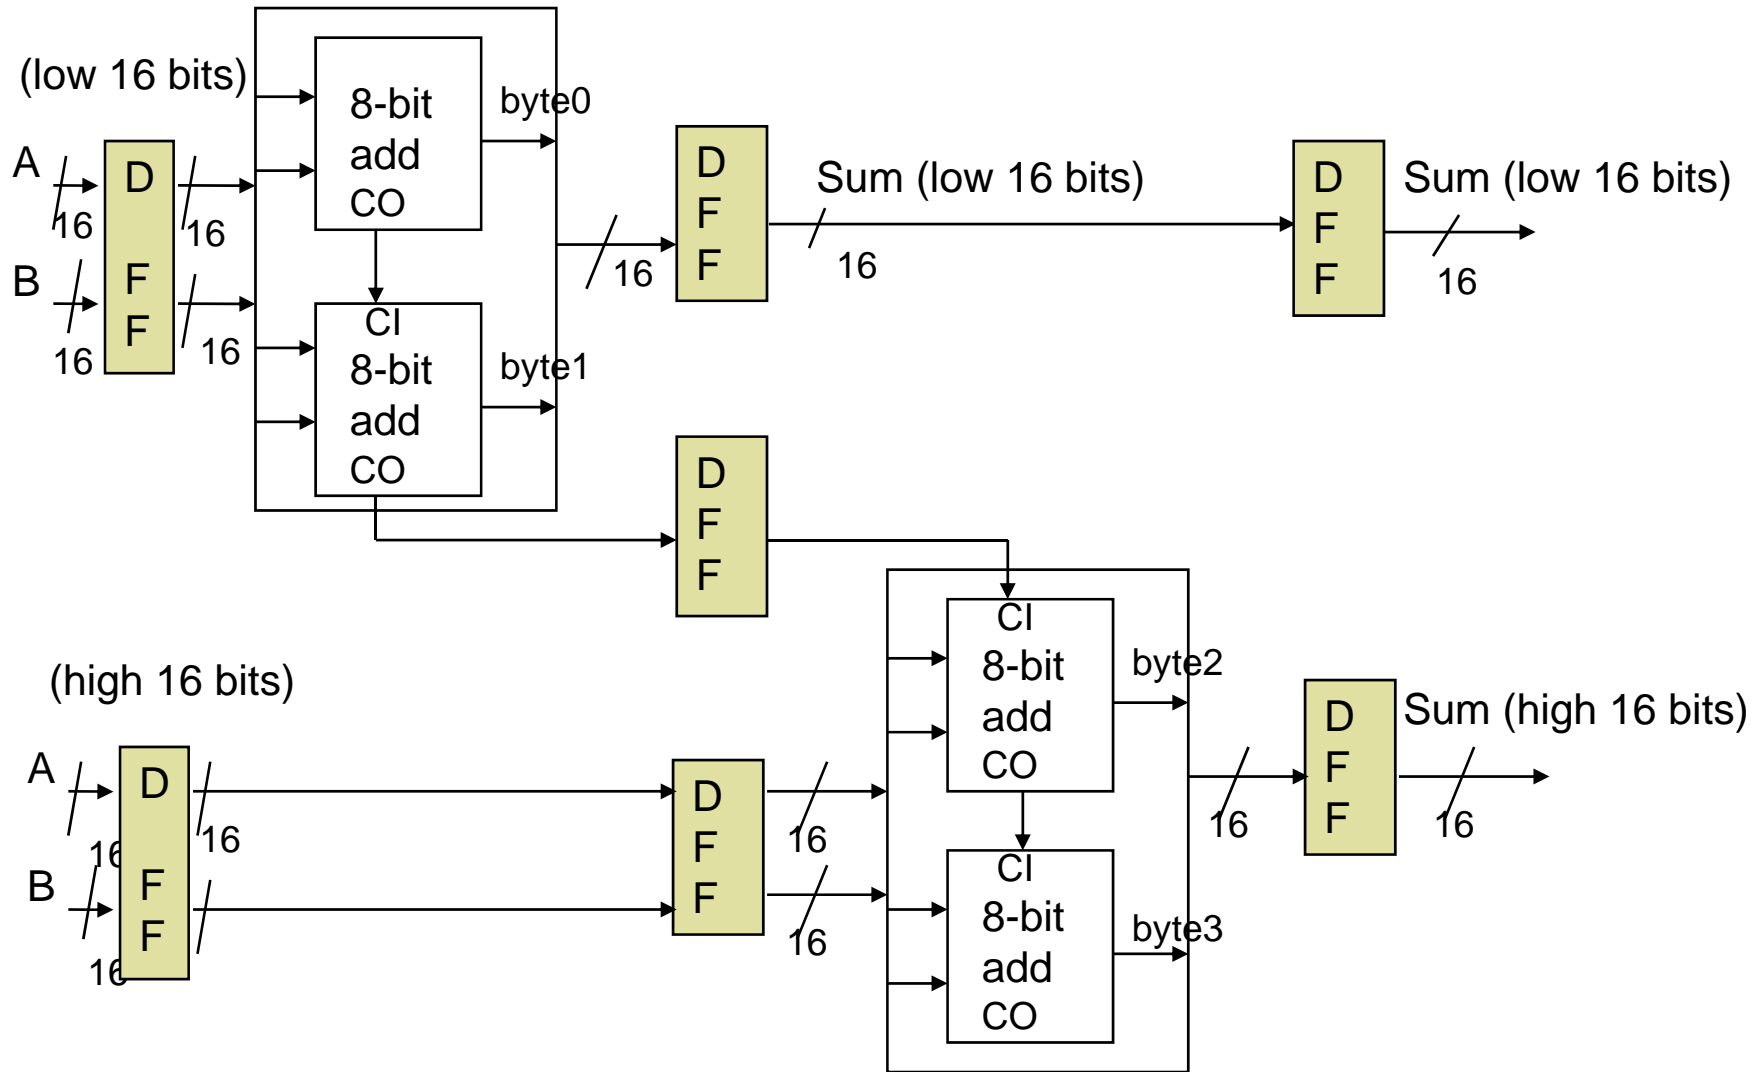 (low 16 bits)
A
16
B
16
D
F
F
16
16
8-bit
add
CO
byte0
CI
8-bit
add
CO
byte1
16
D
F
F
Sum (low 16 bits)
16
D
F
F
Sum (low 16 bits)
16
D
F
F
(high 16 bits)
A
16
B
16
D
F
F
16
D
F
F
16
16
CI
8-bit
add
CO
byte2
CI
8-bit
add
CO
byte3
16
D
F
F
Sum (high 16 bits)
16